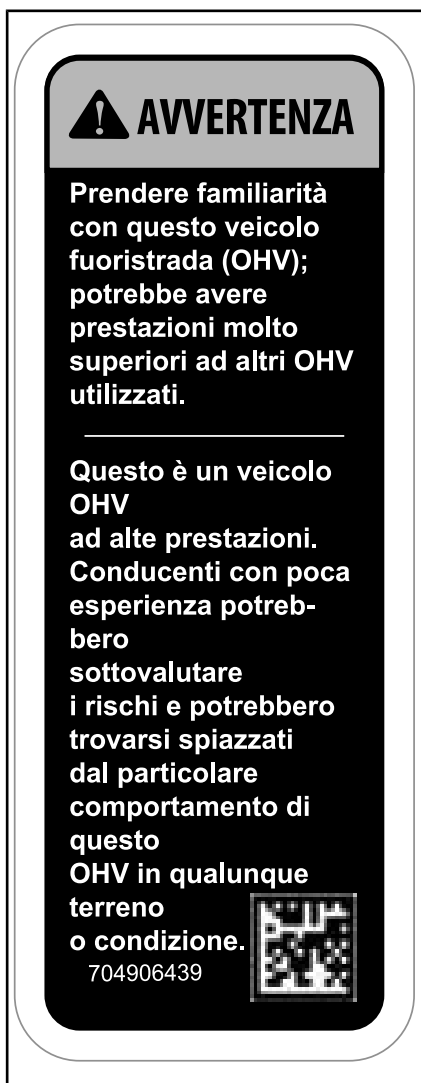 AVVERTENZA
Prendere familiarità
con questo veicolo
fuoristrada (OHV);
potrebbe avere
prestazioni molto
superiori ad altri OHV
utilizzati.
Questo è un veicolo
OHV
ad alte prestazioni.
Conducenti con poca
esperienza potreb-
bero
sottovalutare
i rischi e potrebbero
trovarsi spiazzati
dal particolare
comportamento di
questo
OHV in qualunque
terreno
o condizione.
704906439